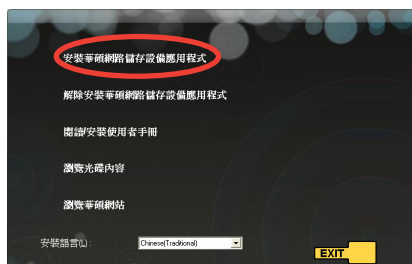 安裝華碩網路儲存設備應用程式
解除安裝華碩網路儲存設備應用程式
閱讀/安裝使用者手冊
瀏覽光碟內容
瀏覽華碩網站
安裝語言(L):
Chinese(Traditional)
EXIT